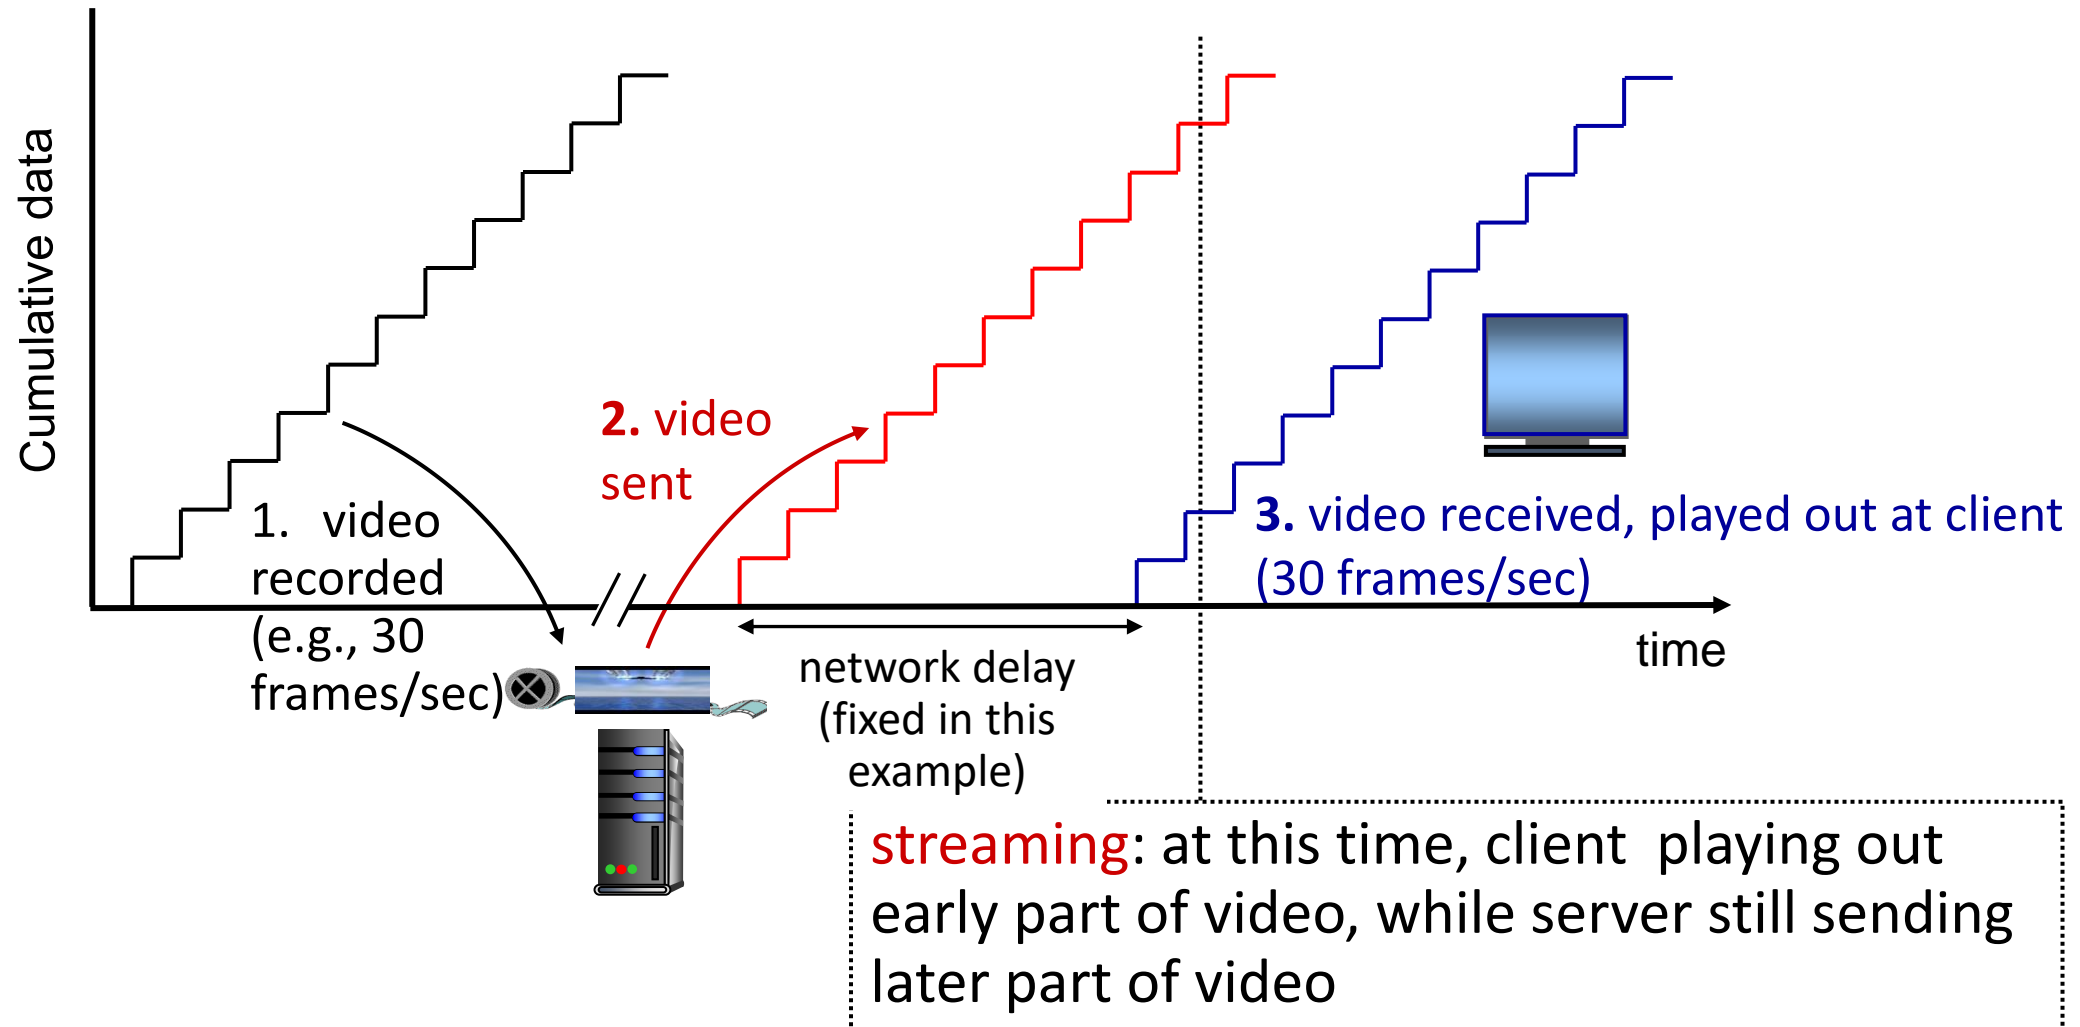 Cumulative data
1. video
recorded
(e.g., 30
frames/sec)
2. video
sent
3. video received, played out at client
(30 frames/sec)
time
network delay
(fixed in this
example)
streaming: at this time, client playing out
early part of video, while server still sending
later part of video